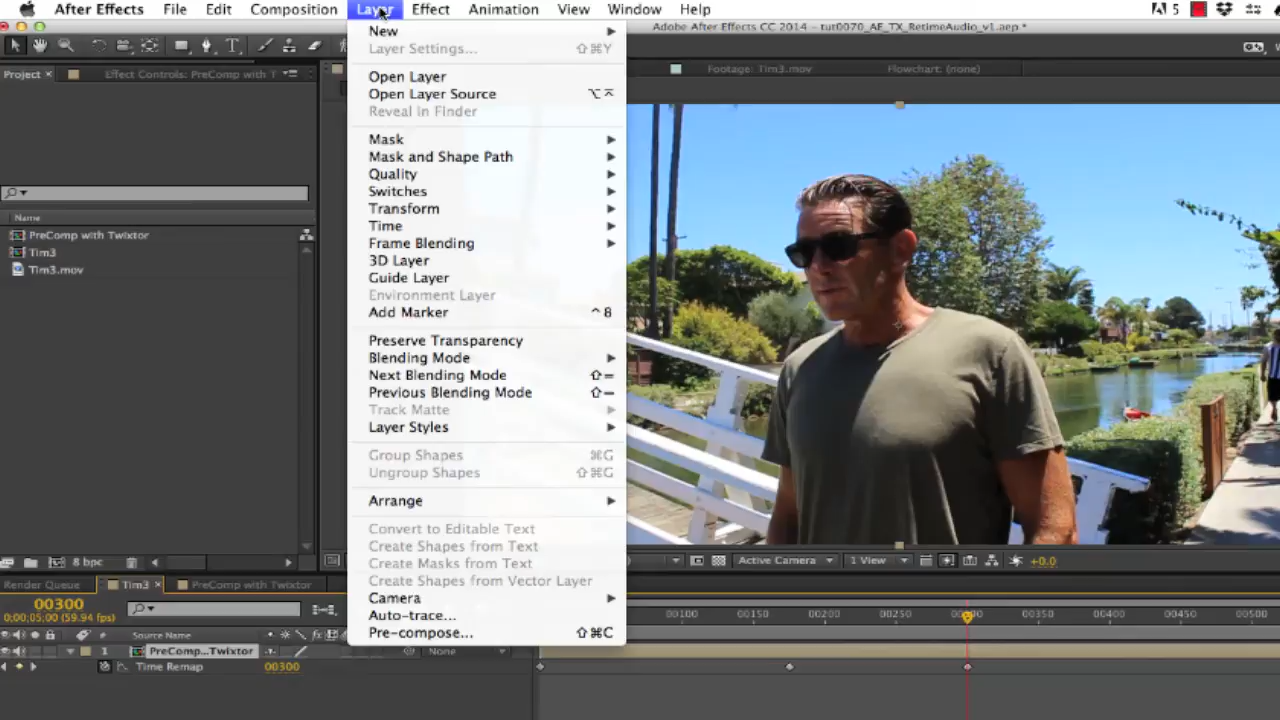 After Effects File Edit Composition Layer Effect Animation Window View Help
5
Adobe After Effects CC 2014 - tut0070_AE_TX_RetimeAudio_v1.aep *
Project Effect Controls: PreComp with T
Footage: Tim3.mov Flowchart: (none)
New
Layer Settings... ⇧⌘Y
Open Layer
Open Layer Source ⌥⌤
Reveal in Finder
Mask
Mask and Shape Path
Quality
Switches
Transform
Time
Frame Blending
3D Layer
Guide Layer
Environment Layer
Add Marker ⌃8
Preserve Transparency
Blending Mode
Next Blending Mode ⇧=
Previous Blending Mode ⇧−
Track Matte
Layer Styles
Group Shapes ⌘G
Ungroup Shapes ⇧⌘G
Arrange
Convert to Editable Text
Create Shapes from Text
Create Masks from Text
Create Shapes from Vector Layer
Camera
Auto-trace...
Pre-compose... ⇧⌘C
Name
PreComp with Twixtor
Tim3
Tim3.mov
8 bpc
Active Camera 1 View +0.0
Render Queue Tim3 PreComp with Twixtor
00300
0;00;05;00 (59.94 fps)
00100 00150 00200 00250 00300 00350 00400 00450 00500
# Source Name
1 PreComp...Twixtor None
Time Remap 00300